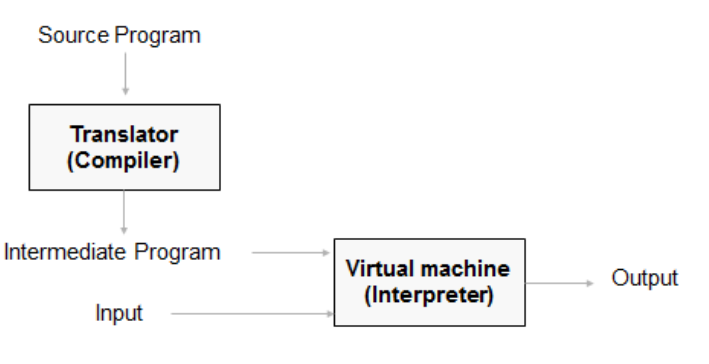 Source Program
Translator
(Compiler)
Intermediate Program
Virtual machine
(Interpreter)
Output
Input